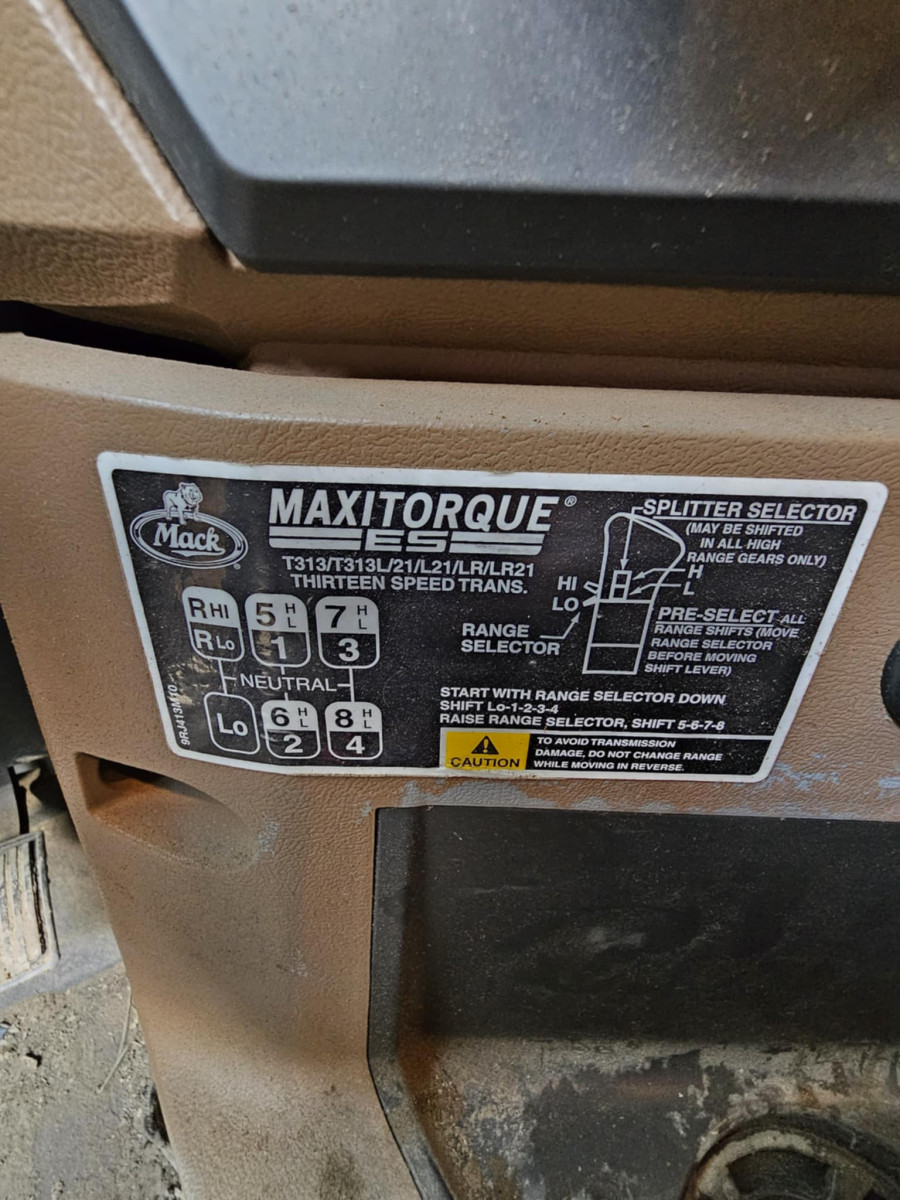 Mack
MAXITORQUE®
ES
T313/T313L/21/L21/LR/LR21
THIRTEEN SPEED TRANS.
R HI 5 H L 7 H L
R Lo 1 3
NEUTRAL
Lo 6 H L 8 H L
2 4
9RJ413M10
SPLITTER SELECTOR
(MAY BE SHIFTED
IN ALL HIGH
RANGE GEARS ONLY)
H
L
HI
LO
RANGE
SELECTOR
PRE-SELECT ALL
RANGE SHIFTS (MOVE
RANGE SELECTOR
BEFORE MOVING
SHIFT LEVER)
START WITH RANGE SELECTOR DOWN
SHIFT Lo-1-2-3-4
RAISE RANGE SELECTOR, SHIFT 5-6-7-8
CAUTION
TO AVOID TRANSMISSION
DAMAGE, DO NOT CHANGE RANGE
WHILE MOVING IN REVERSE.